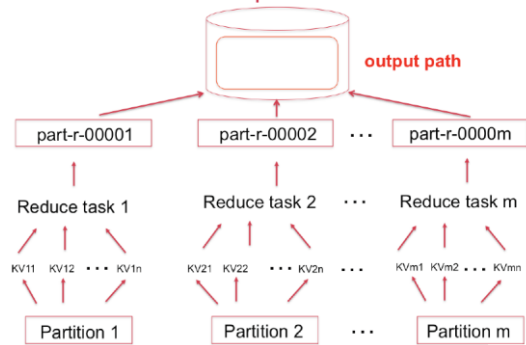 output path
part-r-00001 part-r-00002 ... part-r-0000m
Reduce task 1 Reduce task 2 ... Reduce task m
KV11 KV12 ... KV1n KV21 KV22 ... KV2n ... KVm1 KVm2 ... KVmn
Partition 1 Partition 2 ... Partition m